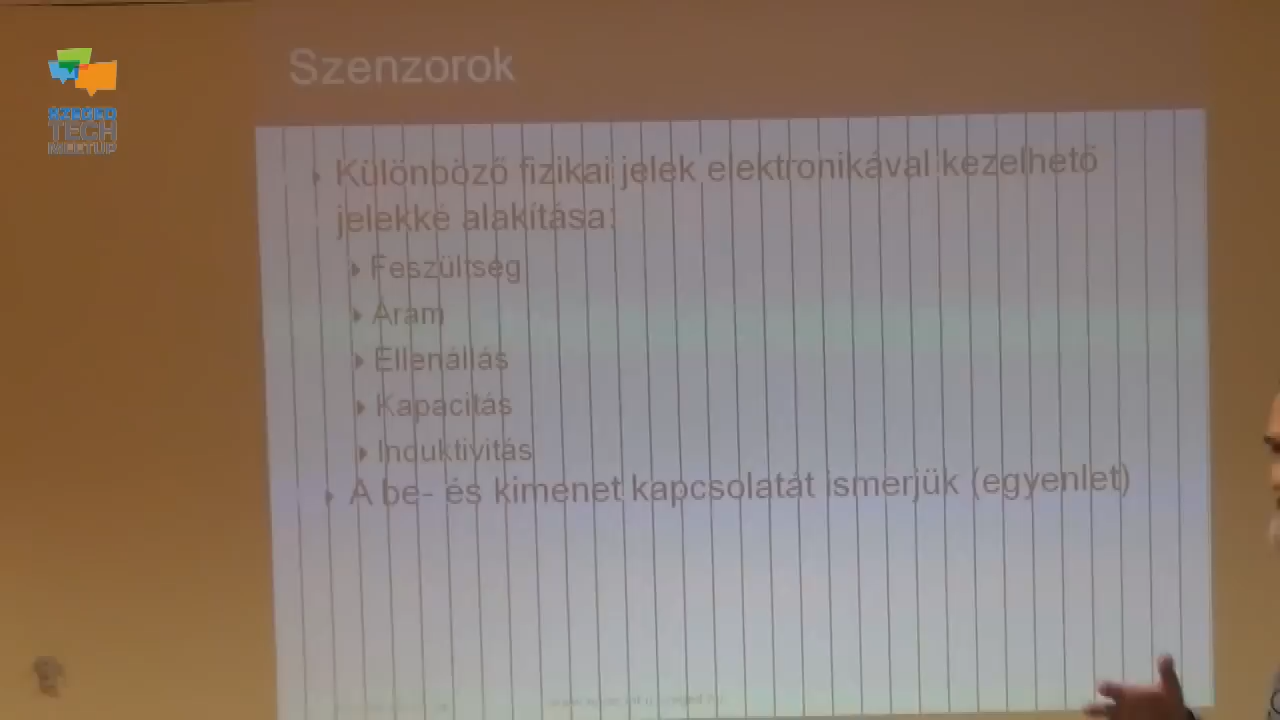 SZEGED
TECH
MEETUP
Szenzorok
Különböző fizikai jelek elektronikával kezelhető
jelekké alakítása:
Feszültség
Áram
Ellenállás
Kapacitás
Induktivitás
A be- és kimenet kapcsolatát ismerjük (egyenlet)